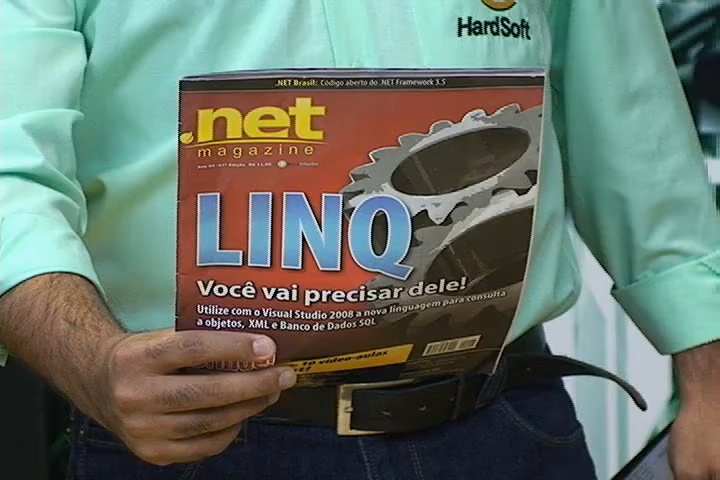 HardSoft
.NET Brasil: Código aberto do .NET Framework 3.5
.net
magazine
LINQ
Você vai precisar dele!
Utilize com o Visual Studio 2008 a nova linguagem para consulta
a objetos, XML e Banco de Dados SQL
10 vídeo-aulas